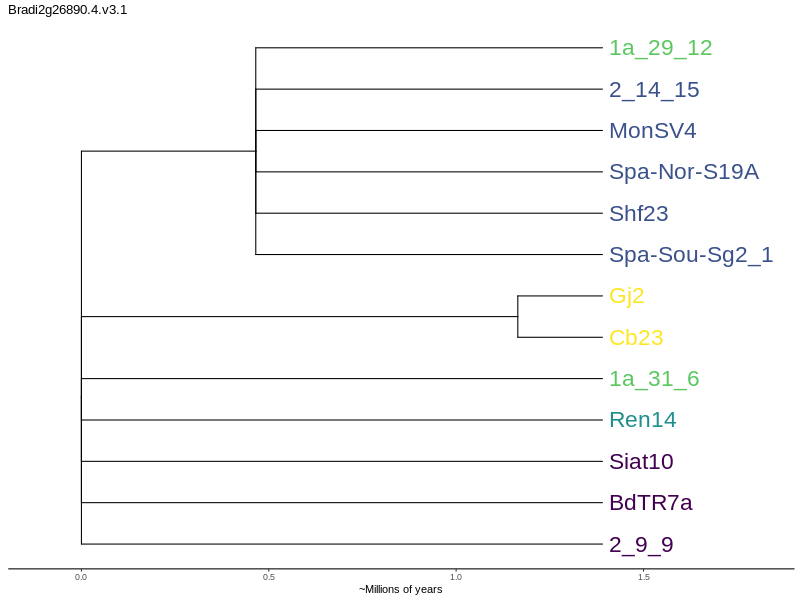 Bradi2g26890.4.v3.1
1a_29_12
2_14_15
MonSV4
Spa-Nor-S19A
Shf23
Spa-Sou-Sg2_1
Gj2
Cb23
1a_31_6
Ren14
Siat10
BdTR7a
2_9_9
0.0 0.5 1.0 1.5
~Millions of years